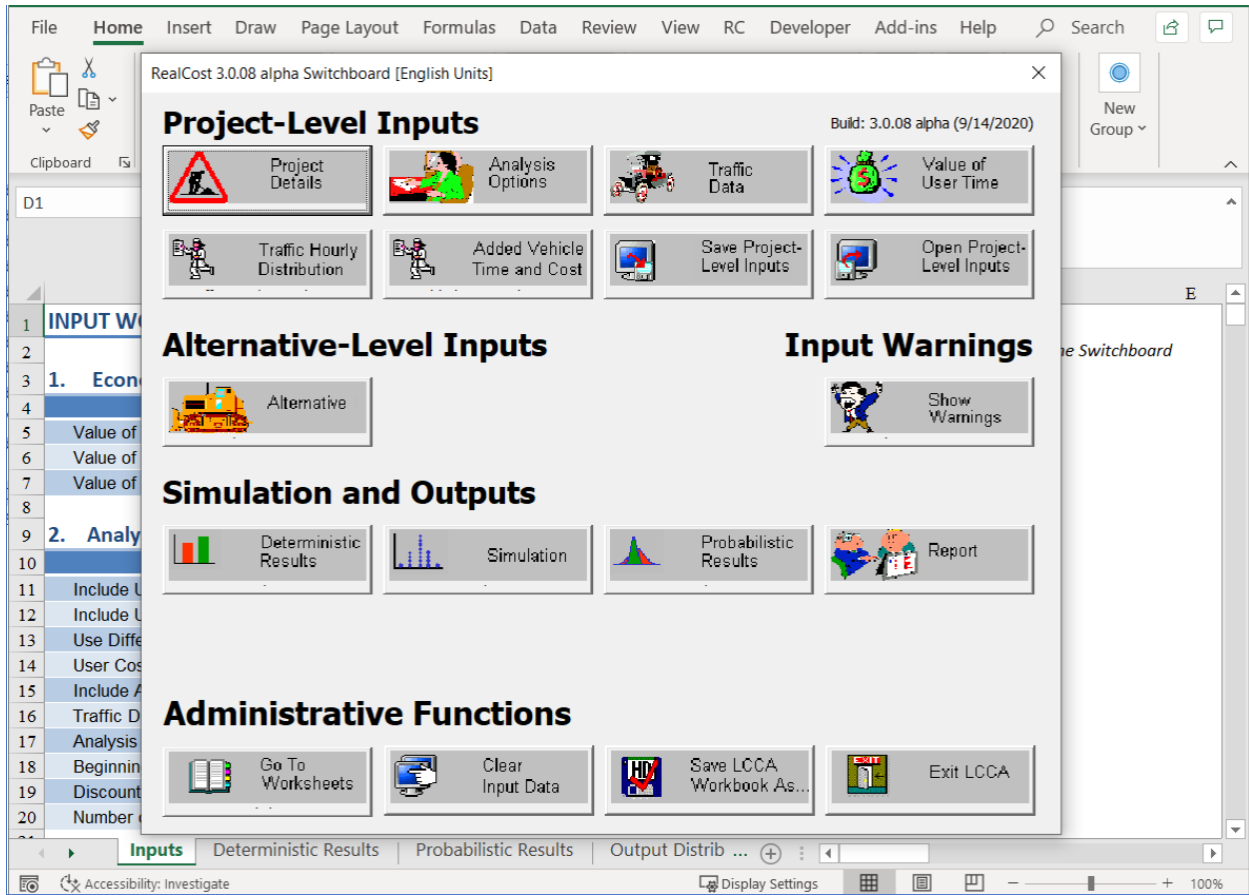 File Home Insert Draw Page Layout Formulas Data Review View RC Developer Add-ins Help Search
Paste
Clipboard
New
Group
RealCost 3.0.08 alpha Switchboard [English Units]
D1
Project-Level Inputs
Build: 3.0.08 alpha (9/14/2020)
Project
Details
Analysis
Options
Traffic
Data
Value of
User Time
Traffic Hourly
Distribution
Added Vehicle
Time and Cost
Save Project-
Level Inputs
Open Project-
Level Inputs
Alternative-Level Inputs
Input Warnings
Alternative
Show
Warnings
Simulation and Outputs
Deterministic
Results
Simulation
Probabilistic
Results
Report
Administrative Functions
Go To
Worksheets
Clear
Input Data
Save LCCA
Workbook As...
Exit LCCA
E
1 INPUT W
2 Switchboard
3 1. Econ
4
5 Value of
6 Value of
7 Value of
8
9 2. Analy
10
11 Include U
12 Include U
13 Use Diffe
14 User Cos
15 Include A
16 Traffic D
17 Analysis
18 Beginnin
19 Discount
20 Number
Inputs Deterministic Results Probabilistic Results Output Distrib ...
Accessibility: Investigate Display Settings 100%